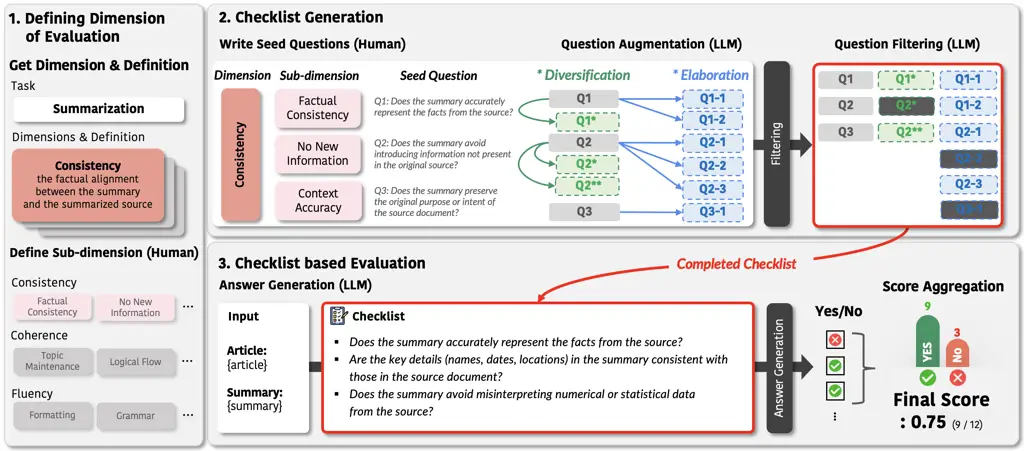 1. Defining Dimension
of Evaluation
Get Dimension & Definition
Task
Summarization
Dimensions & Definition
Consistency
the factual alignment
between the summary
and the summarized source
Define Sub-dimension (Human)
Consistency
Factual
Consistency
No New
Information
...
Coherence
Topic
Maintenance
Logical Flow
...
Fluency
Formatting
Grammar
...
2. Checklist Generation
Write Seed Questions (Human)
Dimension
Sub-dimension
Seed Question
Consistency
Factual
Consistency
Q1: Does the summary accurately
represent the facts from the source?
No New
Information
Q2: Does the summary avoid
introducing information not present
in the original source?
Context
Accuracy
Q3: Does the summary preserve
the original purpose or intent of
the source document?
Question Augmentation (LLM)
* Diversification
* Elaboration
Q1
Q1*
Q2
Q2*
Q2**
Q3
Q1-1
Q1-2
Q2-1
Q2-2
Q2-3
Q3-1
Filtering
Question Filtering (LLM)
Q1
Q1*
Q1-1
Q2
Q2*
Q1-2
Q3
Q2**
Q2-1
Q2-2
Q2-3
Q3-1
Completed Checklist
3. Checklist based Evaluation
Answer Generation (LLM)
Input
Article:
{article}
Summary:
{summary}
Checklist
▪ Does the summary accurately represent the facts from the source?
▪ Are the key details (names, dates, locations) in the summary consistent with
those in the source document?
▪ Does the summary avoid misinterpreting numerical or statistical data
from the source?
Answer Generation
Yes/No
⋮
Score Aggregation
9
YES
3
No
Final Score
: 0.75 (9 / 12)